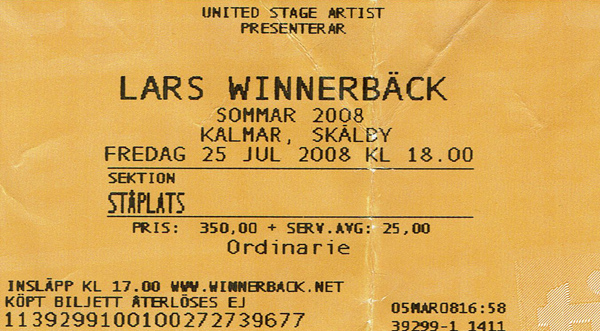 UNITED STAGE ARTIST
PRESENTERAR
LARS WINNERBÄCK
SOMMAR 2008
KALMAR, SKÄLBY
FREDAG 25 JUL 2008 KL 18.00
SEKTION
STÅPLATS
PRIS: 350,00 + SERV.AVG: 25,00
Ordinarie
INSLÄPP KL 17.00 WWW.WINNERBACK.NET
KÖPT BILJETT ÅTERLÖSES EJ
11392991001002727 39677
05MAR0816:58
39299-1 1411